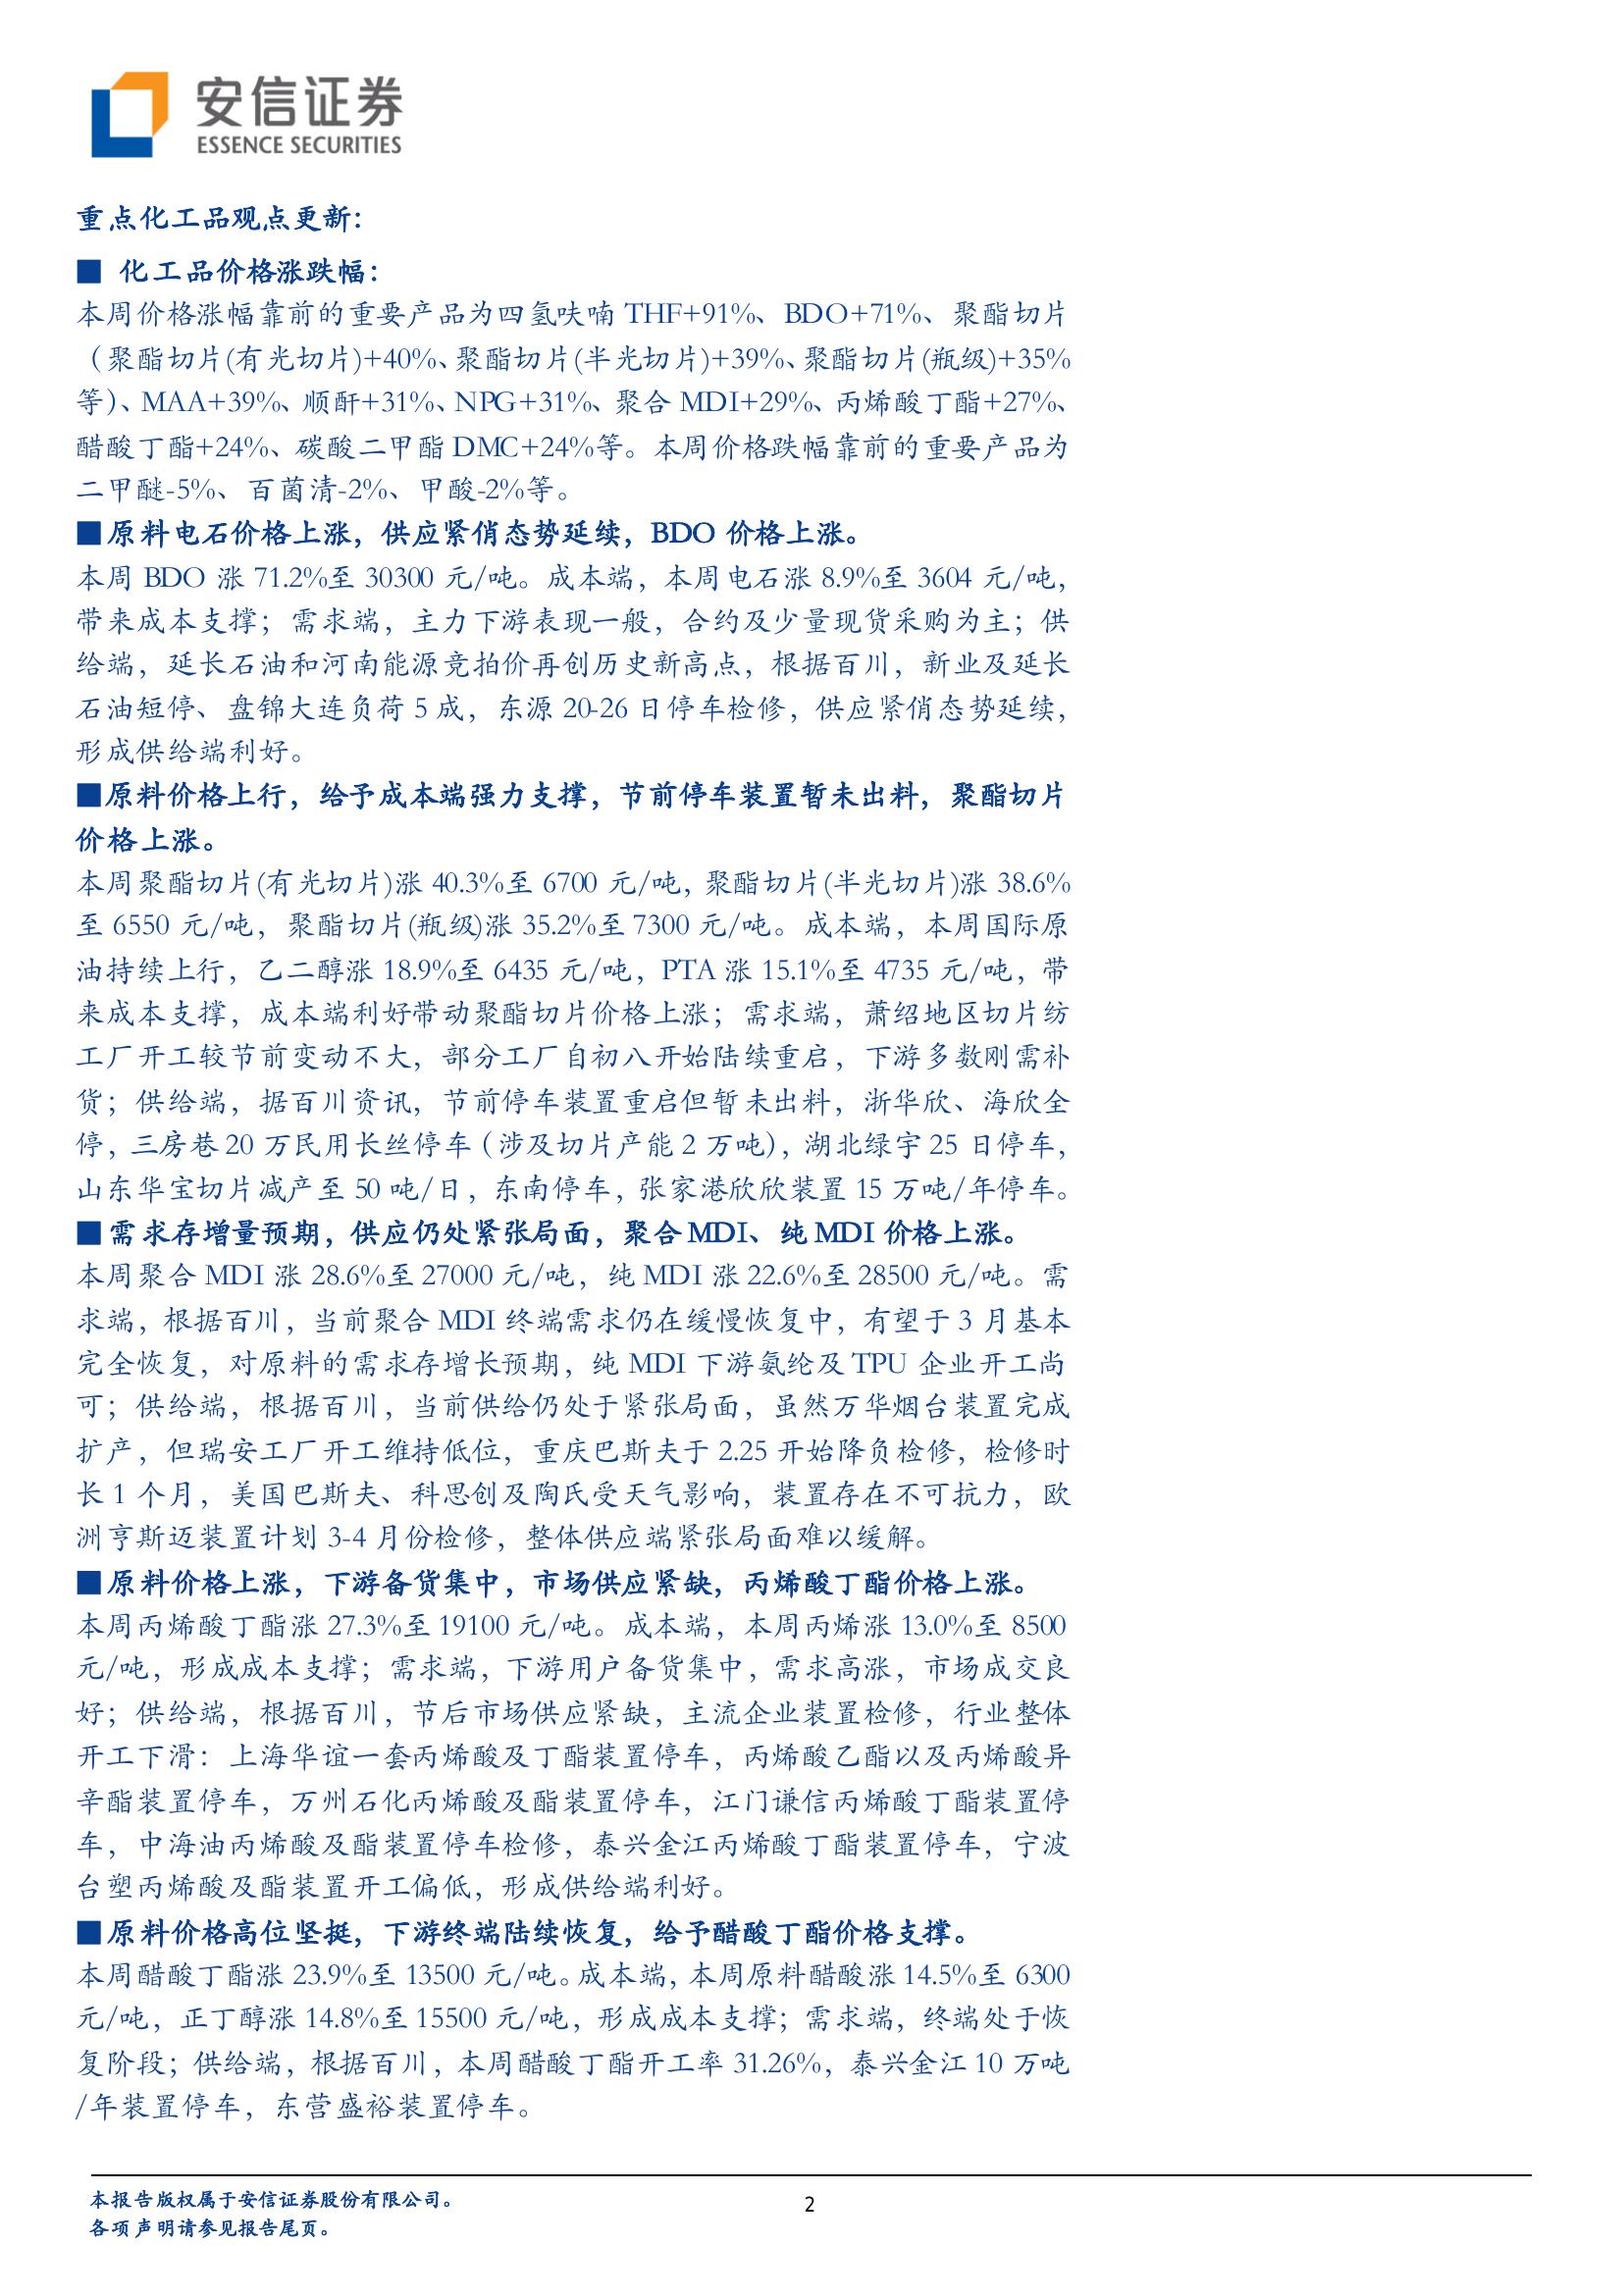 安信证券
ESSENCE SECURITIES
重点化工品观点更新：
■ 化工品价格涨跌幅：
本周价格涨幅靠前的重要产品为四氢呋喃 THF+91%、BDO+71%、聚酯切片
（聚酯切片(有光切片)+40%、聚酯切片(半光切片)+39%、聚酯切片(瓶级)+35%
等）、MAA+39%、顺酐+31%、NPG+31%、聚合 MDI+29%、丙烯酸丁酯+27%、
醋酸丁酯+24%、碳酸二甲酯 DMC+24%等。本周价格跌幅靠前的重要产品为
二甲醚-5%、百菌清-2%、甲酸-2%等。
■原料电石价格上涨，供应紧俏态势延续，BDO 价格上涨。
本周 BDO 涨 71.2%至 30300 元/吨。成本端，本周电石涨 8.9%至 3604 元/吨，
带来成本支撑；需求端，主力下游表现一般，合约及少量现货采购为主；供
给端，延长石油和河南能源竞拍价再创历史新高点，根据百川，新业及延长
石油短停、盘锦大连负荷 5 成，东源 20-26 日停车检修，供应紧俏态势延续，
形成供给端利好。
■原料价格上行，给予成本端强力支撑，节前停车装置暂未出料，聚酯切片
价格上涨。
本周聚酯切片(有光切片)涨 40.3%至 6700 元/吨，聚酯切片(半光切片)涨 38.6%
至 6550 元/吨，聚酯切片(瓶级)涨 35.2%至 7300 元/吨。成本端，本周国际原
油持续上行，乙二醇涨 18.9%至 6435 元/吨，PTA 涨 15.1%至 4735 元/吨，带
来成本支撑，成本端利好带动聚酯切片价格上涨；需求端，萧绍地区切片纺
工厂开工较节前变动不大，部分工厂自初八开始陆续重启，下游多数刚需补
货；供给端，据百川资讯，节前停车装置重启但暂未出料，浙华欣、海欣全
停，三房巷 20 万民用长丝停车（涉及切片产能 2 万吨），湖北绿宇 25 日停车，
山东华宝切片减产至 50 吨/日，东南停车，张家港欣欣装置 15 万吨/年停车。
■需求存增量预期，供应仍处紧张局面，聚合 MDI、纯 MDI 价格上涨。
本周聚合 MDI 涨 28.6%至 27000 元/吨，纯 MDI 涨 22.6%至 28500 元/吨。需
求端，根据百川，当前聚合 MDI 终端需求仍在缓慢恢复中，有望于 3 月基本
完全恢复，对原料的需求存增长预期，纯 MDI 下游氨纶及 TPU 企业开工尚
可；供给端，根据百川，当前供给仍处于紧张局面，虽然万华烟台装置完成
扩产，但瑞安工厂开工维持低位，重庆巴斯夫于 2.25 开始降负检修，检修时
长 1 个月，美国巴斯夫、科思创及陶氏受天气影响，装置存在不可抗力，欧
洲亨斯迈装置计划 3-4 月份检修，整体供应端紧张局面难以缓解。
■原料价格上涨，下游备货集中，市场供应紧缺，丙烯酸丁酯价格上涨。
本周丙烯酸丁酯涨 27.3%至 19100 元/吨。成本端，本周丙烯涨 13.0%至 8500
元/吨，形成成本支撑；需求端，下游用户备货集中，需求高涨，市场成交良
好；供给端，根据百川，节后市场供应紧缺，主流企业装置检修，行业整体
开工下滑：上海华谊一套丙烯酸及丁酯装置停车，丙烯酸乙酯以及丙烯酸异
辛酯装置停车，万州石化丙烯酸及酯装置停车，江门谦信丙烯酸丁酯装置停
车，中海油丙烯酸及酯装置停车检修，泰兴金江丙烯酸丁酯装置停车，宁波
台塑丙烯酸及酯装置开工偏低，形成供给端利好。
■原料价格高位坚挺，下游终端陆续恢复，给予醋酸丁酯价格支撑。
本周醋酸丁酯涨 23.9%至 13500 元/吨。成本端，本周原料醋酸涨 14.5%至 6300
元/吨，正丁醇涨 14.8%至 15500 元/吨，形成成本支撑；需求端，终端处于恢
复阶段；供给端，根据百川，本周醋酸丁酯开工率 31.26%，泰兴金江 10 万吨
/年装置停车，东营盛裕装置停车。
本报告版权属于安信证券股份有限公司。
2
各项声明请参见报告尾页。